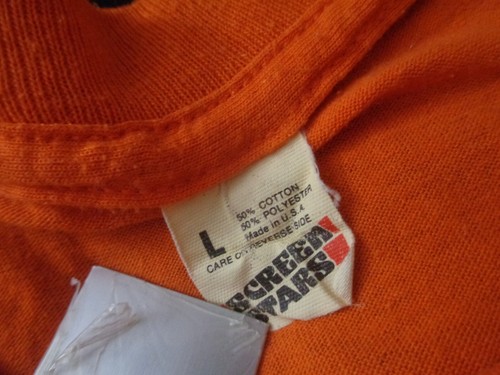 L
50% COTTON
50% POLYESTER
Made in U.S.A.
CARE ON REVERSE SIDE
SCREEN
STARS